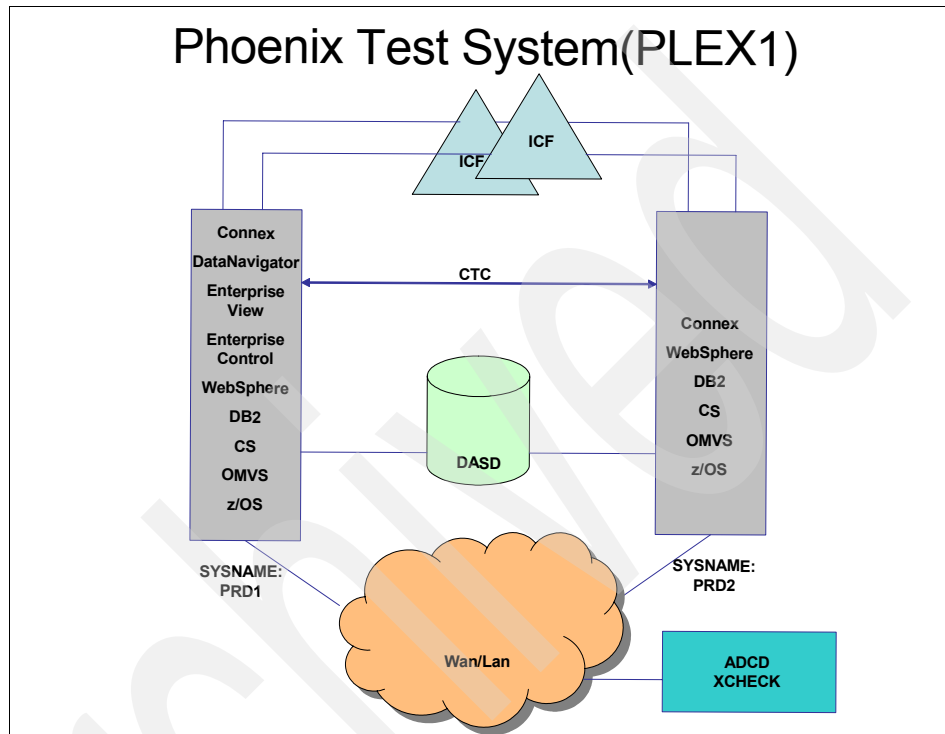 Phoenix Test System(PLEX1)
ICF
ICF
Connex
DataNavigator
Enterprise
View
Enterprise
Control
WebSphere
DB2
CS
OMVS
z/OS
CTC
DASD
Connex
WebSphere
DB2
CS
OMVS
z/OS
SYSNAME:
PRD1
SYSNAME:
PRD2
Wan/Lan
ADCD
XCHECK